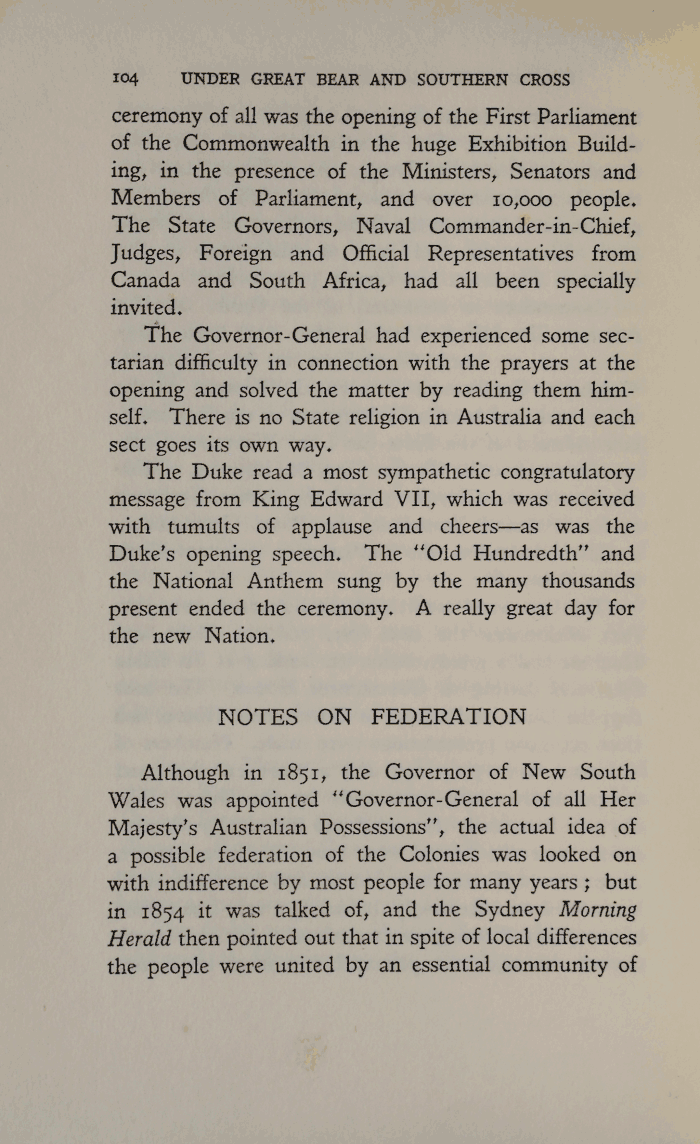 104 UNDER GREAT BEAR AND SOUTHERN CROSS
ceremony of all was the opening of the First Parliament
of the Commonwealth in the huge Exhibition Build-
ing, in the presence of the Ministers, Senators and
Members of Parliament, and over 10,000 people.
The State Governors, Naval Commander-in-Chief,
Judges, Foreign and Official Representatives from
Canada and South Africa, had all been specially
invited.
The Governor-General had experienced some sec-
tarian difficulty in connection with the prayers at the
opening and solved the matter by reading them him-
self. There is no State religion in Australia and each
sect goes its own way.
The Duke read a most sympathetic congratulatory
message from King Edward VII, which was received
with tumults of applause and cheers—as was the
Duke's opening speech. The "Old Hundredth" and
the National Anthem sung by the many thousands
present ended the ceremony. A really great day for
the new Nation.
NOTES ON FEDERATION
Although in 1851, the Governor of New South
Wales was appointed "Governor-General of all Her
Majesty's Australian Possessions", the actual idea of
a possible federation of the Colonies was looked on
with indifference by most people for many years ; but
in 1854 it was talked of, and the Sydney Morning
Herald then pointed out that in spite of local differences
the people were united by an essential community of